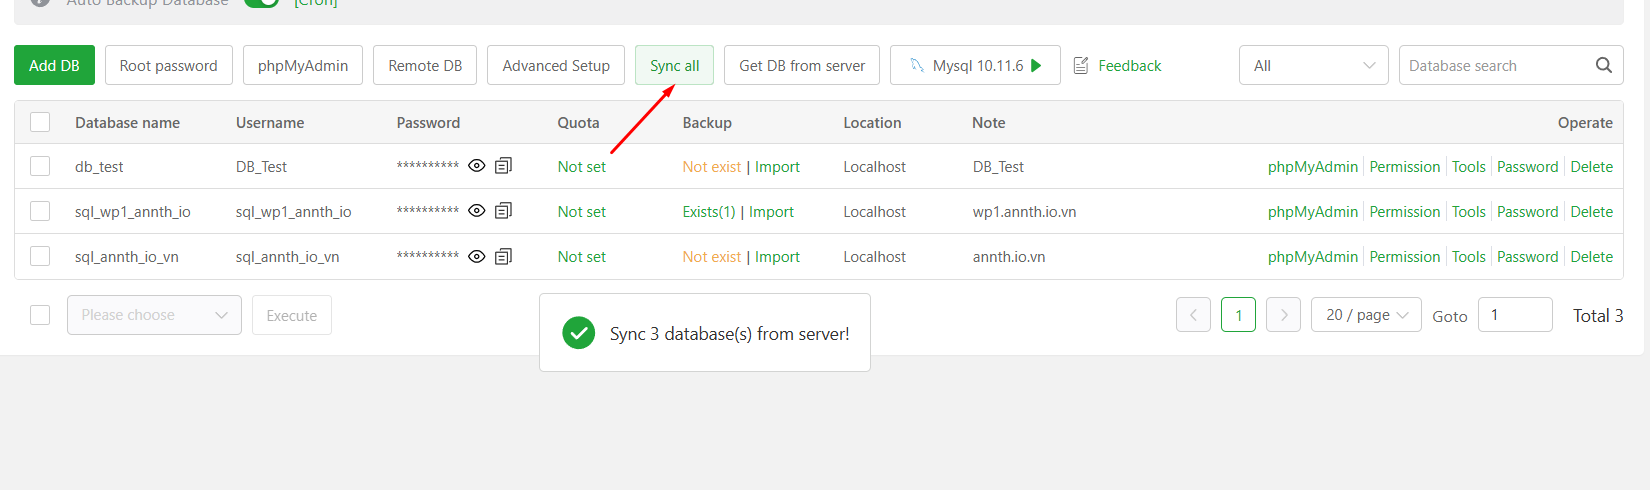 Auto Backup Database [Cron]
Add DB Root password phpMyAdmin Remote DB Advanced Setup Sync all Get DB from server Mysql 10.11.6 Feedback All Database search
Database name Username Password Quota Backup Location Note Operate
db_test DB_Test ********** Not set Not exist | Import Localhost DB_Test phpMyAdmin | Permission | Tools | Password | Delete
sql_wp1_annth_io sql_wp1_annth_io ********** Not set Exists(1) | Import Localhost wp1.annth.io.vn phpMyAdmin | Permission | Tools | Password | Delete
sql_annth_io_vn sql_annth_io_vn ********** Not set Not exist | Import Localhost annth.io.vn phpMyAdmin | Permission | Tools | Password | Delete
Please choose Execute 1 20 / page Goto 1 Total 3
Sync 3 database(s) from server!